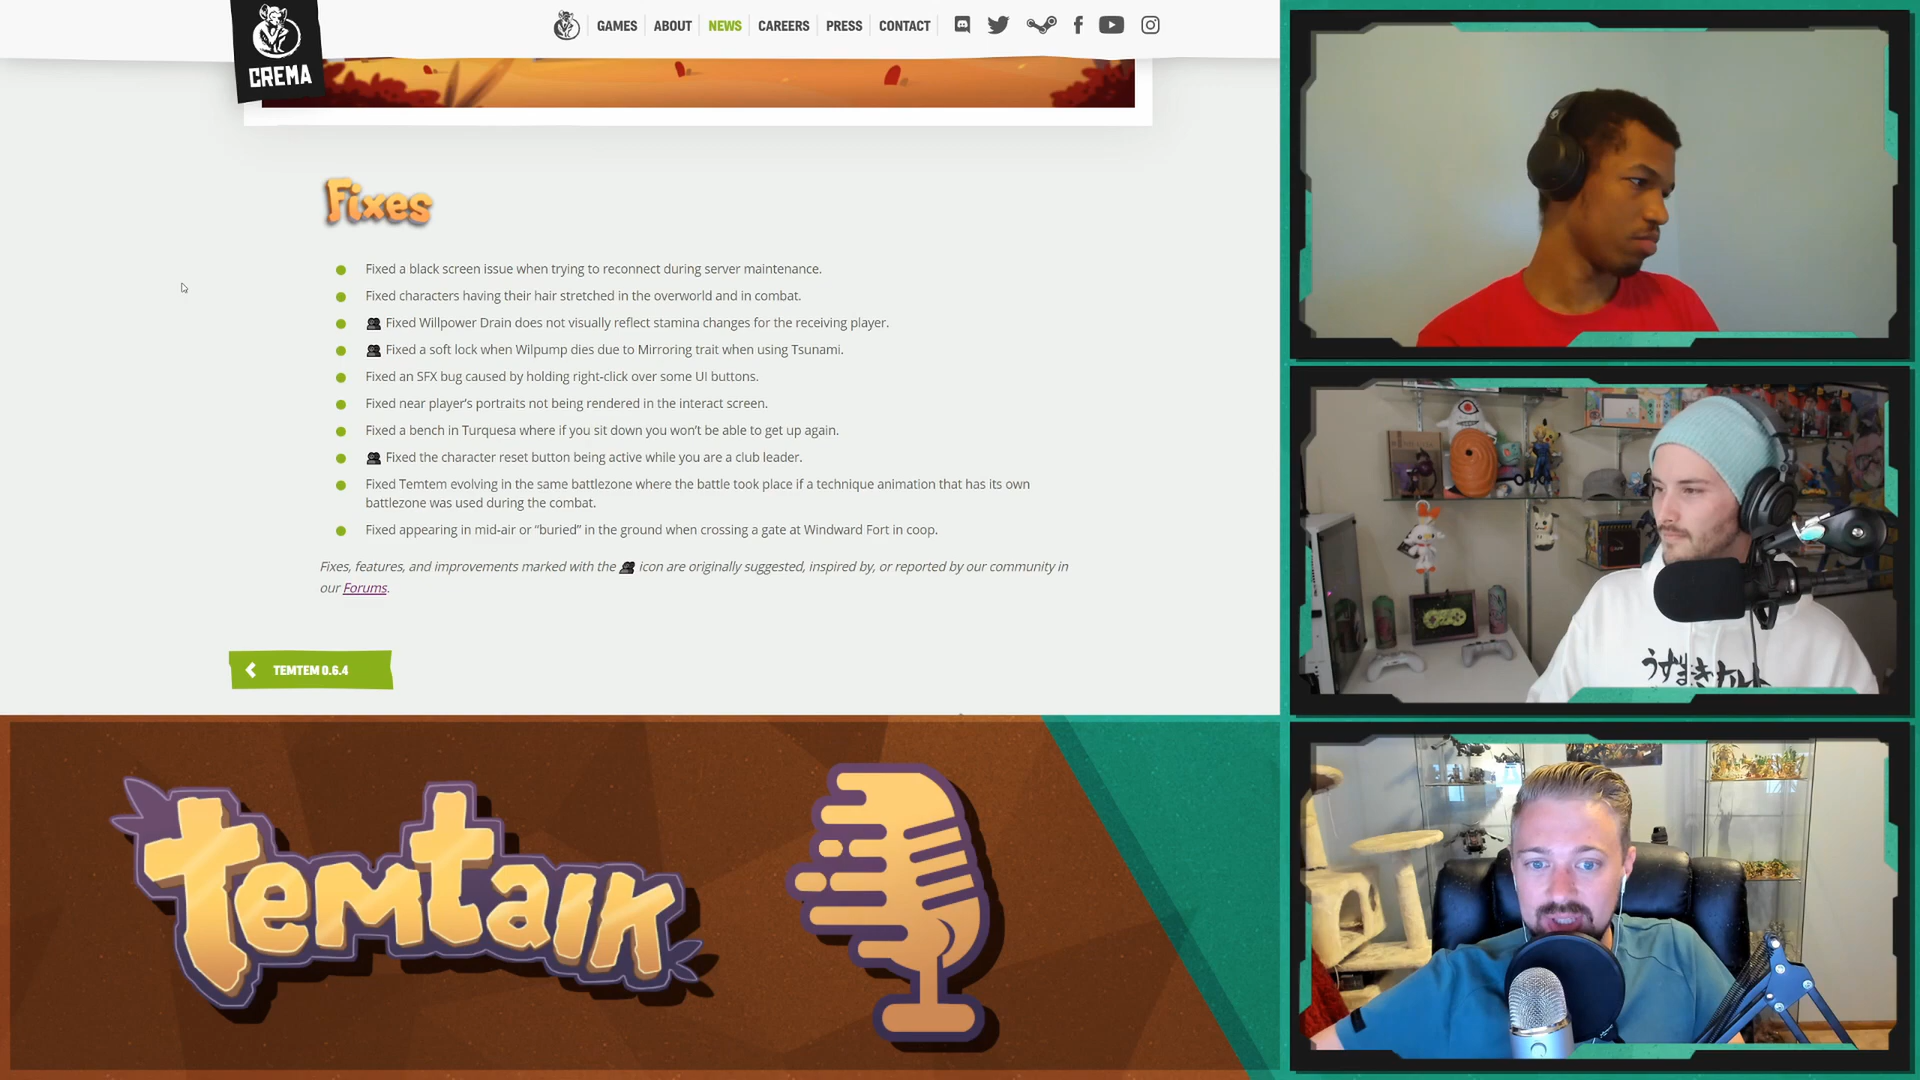 CREMA
GAMES
ABOUT
NEWS
CAREERS
PRESS
CONTACT
Fixes
Fixed a black screen issue when trying to reconnect during server maintenance.
Fixed characters having their hair stretched in the overworld and in combat.
Fixed Willpower Drain does not visually reflect stamina changes for the receiving player.
Fixed a soft lock when Wilpump dies due to Mirroring trait when using Tsunami.
Fixed an SFX bug caused by holding right-click over some UI buttons.
Fixed near player’s portraits not being rendered in the interact screen.
Fixed a bench in Turquesa where if you sit down you won’t be able to get up again.
Fixed the character reset button being active while you are a club leader.
Fixed Temtem evolving in the same battlezone where the battle took place if a technique animation that has its own
battlezone was used during the combat.
Fixed appearing in mid-air or “buried” in the ground when crossing a gate at Windward Fort in coop.
Fixes, features, and improvements marked with the icon are originally suggested, inspired by, or reported by our community in
our Forums.
TEMTEM 0.6.4
temtalk